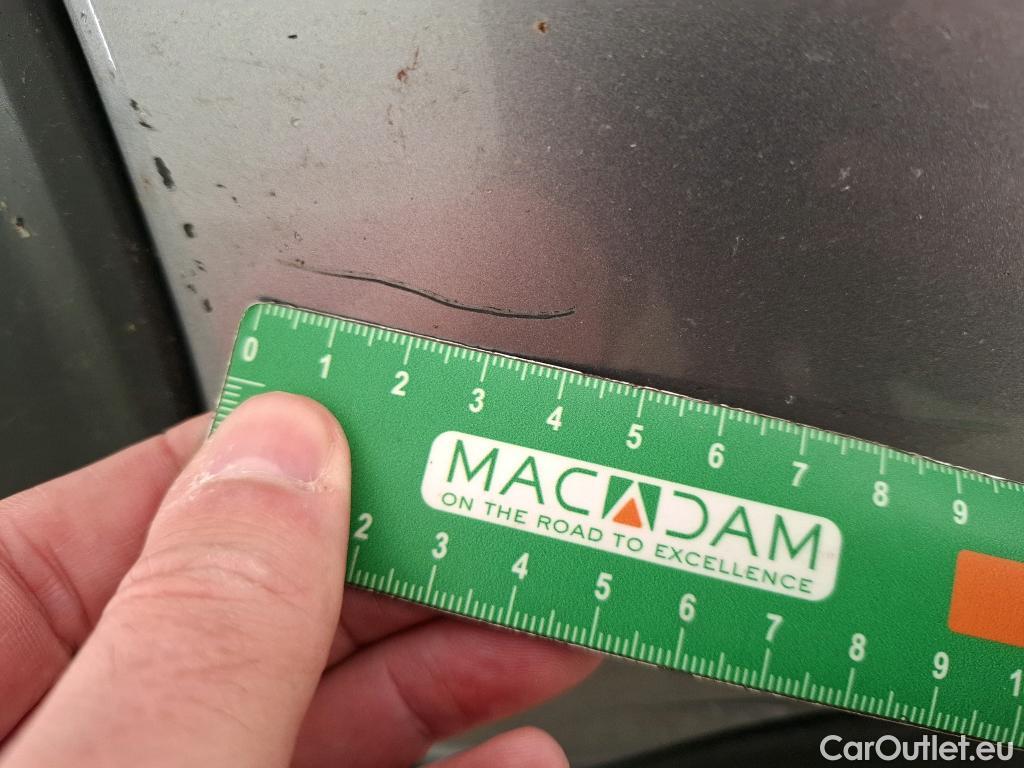 0 1 2 3 4 5 6 7 8 9
MACADAM
ON THE ROAD TO EXCELLENCE
2 3 4 5 6 7 8 9 1
CarOutlet.eu